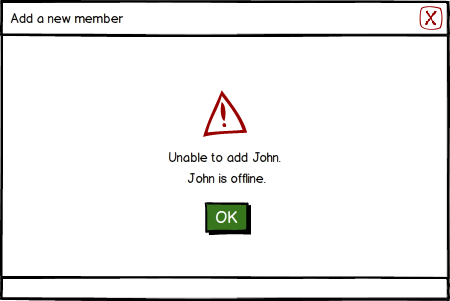 Add a new member
X
Unable to add John.
John is offline.
OK